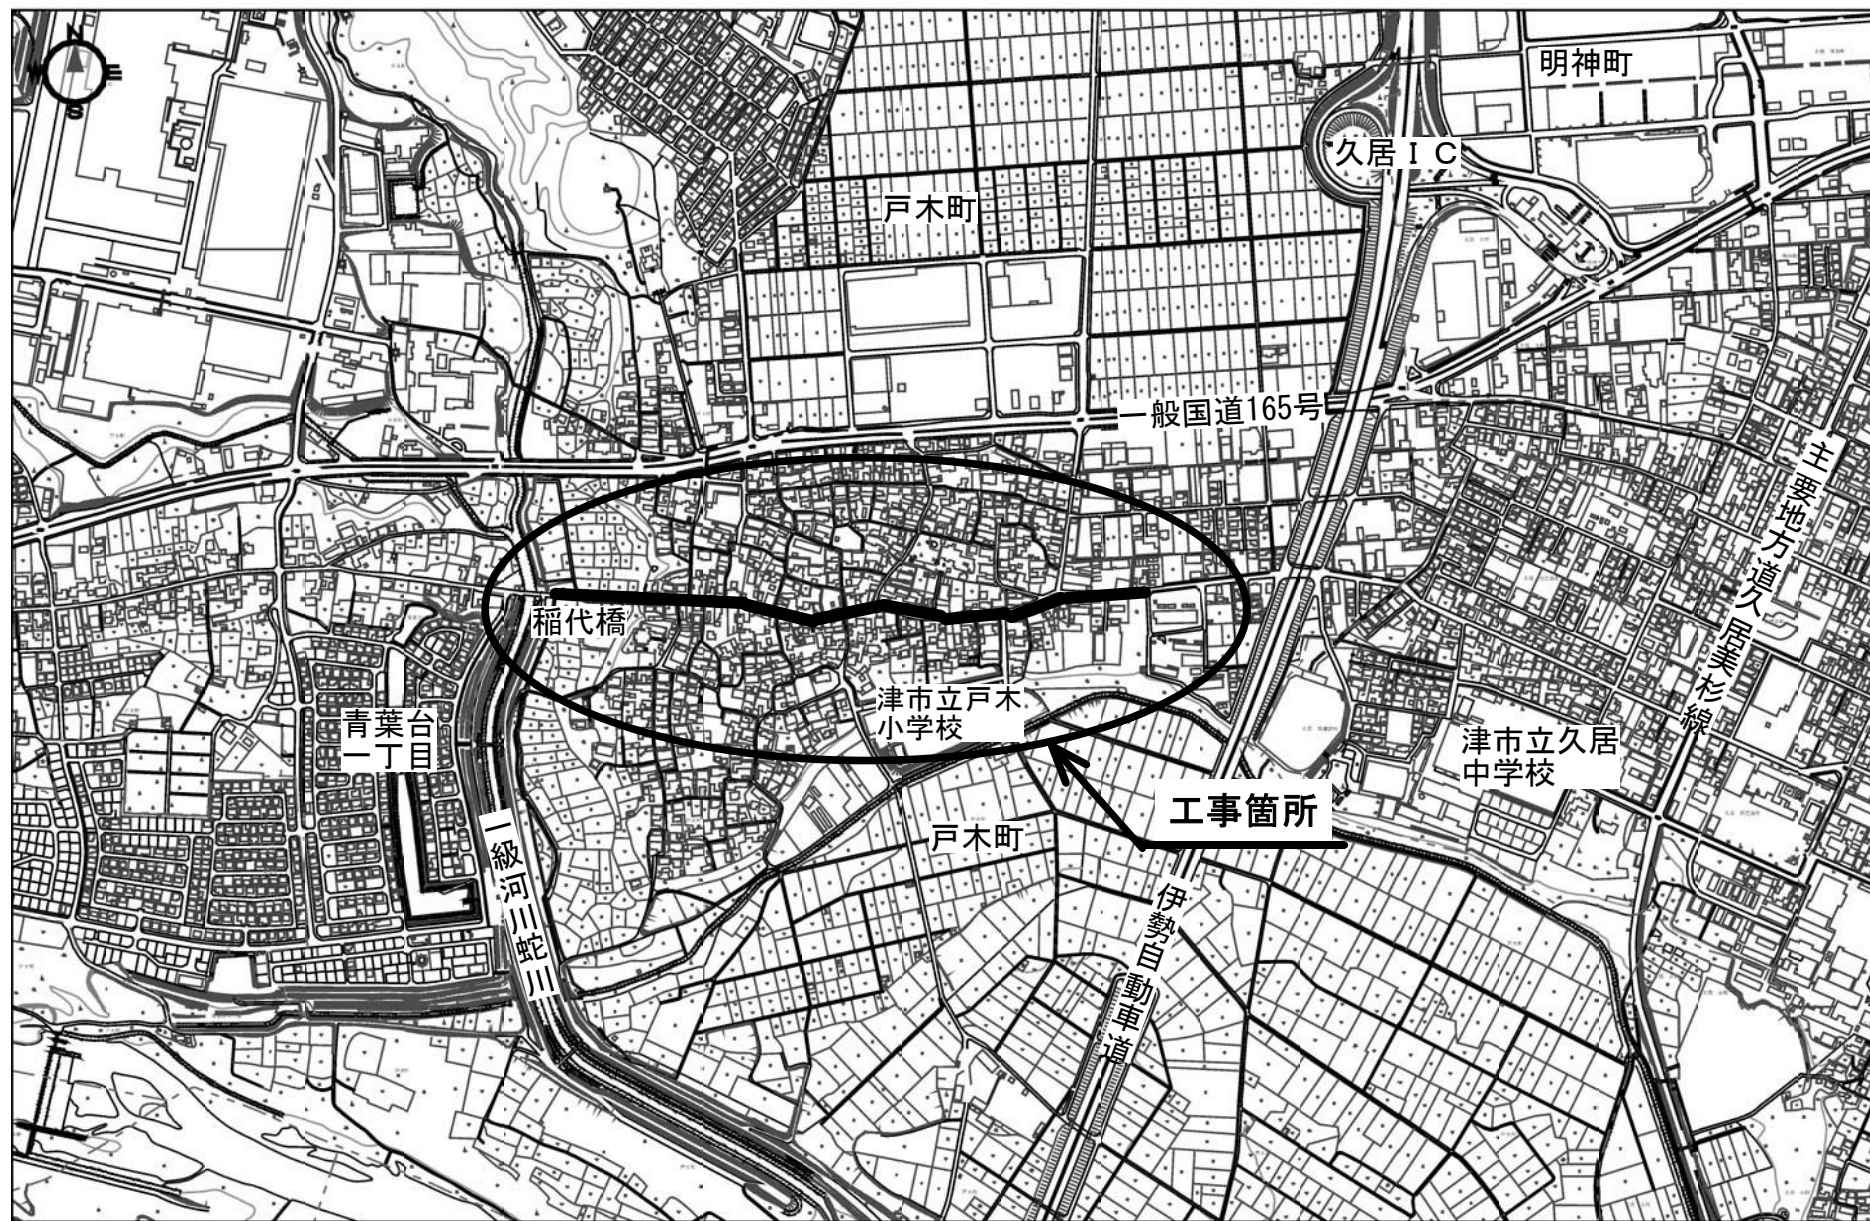 N
E
S
明神町
久居ＩＣ
戸木町
一般国道165号
主要地方道久居美杉線
稲代橋
津市立戸木
小学校
青葉台
一丁目
津市立久居
中学校
工事箇所
戸木町
一級河川蛇川
伊勢自動車道